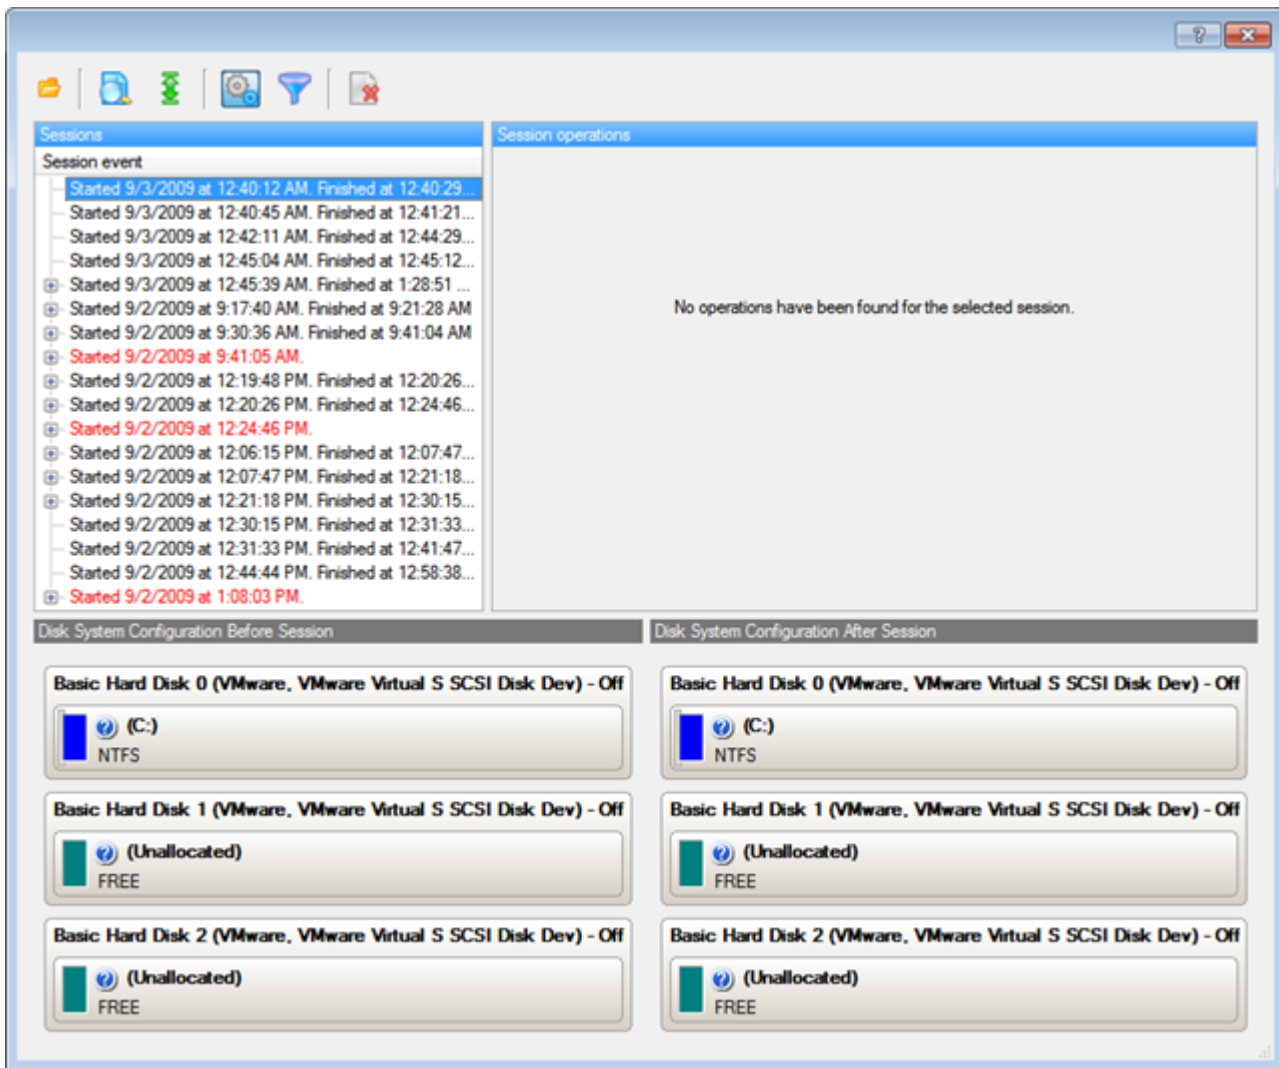 Sessions
Session operations
Session event
Started 9/3/2009 at 12:40:12 AM. Finished at 12:40:29...
Started 9/3/2009 at 12:40:45 AM. Finished at 12:41:21...
Started 9/3/2009 at 12:42:11 AM. Finished at 12:44:29...
Started 9/3/2009 at 12:45:04 AM. Finished at 12:45:12...
Started 9/3/2009 at 12:45:39 AM. Finished at 1:28:51 ...
Started 9/2/2009 at 9:17:40 AM. Finished at 9:21:28 AM
Started 9/2/2009 at 9:30:36 AM. Finished at 9:41:04 AM
Started 9/2/2009 at 9:41:05 AM.
Started 9/2/2009 at 12:19:48 PM. Finished at 12:20:26...
Started 9/2/2009 at 12:20:26 PM. Finished at 12:24:46...
Started 9/2/2009 at 12:24:46 PM.
Started 9/2/2009 at 12:06:15 PM. Finished at 12:07:47...
Started 9/2/2009 at 12:07:47 PM. Finished at 12:21:18...
Started 9/2/2009 at 12:21:18 PM. Finished at 12:30:15...
Started 9/2/2009 at 12:30:15 PM. Finished at 12:31:33...
Started 9/2/2009 at 12:31:33 PM. Finished at 12:41:47...
Started 9/2/2009 at 12:44:44 PM. Finished at 12:58:38...
Started 9/2/2009 at 1:08:03 PM.
No operations have been found for the selected session.
Disk System Configuration Before Session
Basic Hard Disk 0 (VMware, VMware Virtual S SCSI Disk Dev) - Off
(C:)
NTFS
Basic Hard Disk 1 (VMware, VMware Virtual S SCSI Disk Dev) - Off
(Unallocated)
FREE
Basic Hard Disk 2 (VMware, VMware Virtual S SCSI Disk Dev) - Off
(Unallocated)
FREE
Disk System Configuration After Session
Basic Hard Disk 0 (VMware, VMware Virtual S SCSI Disk Dev) - Off
(C:)
NTFS
Basic Hard Disk 1 (VMware, VMware Virtual S SCSI Disk Dev) - Off
(Unallocated)
FREE
Basic Hard Disk 2 (VMware, VMware Virtual S SCSI Disk Dev) - Off
(Unallocated)
FREE